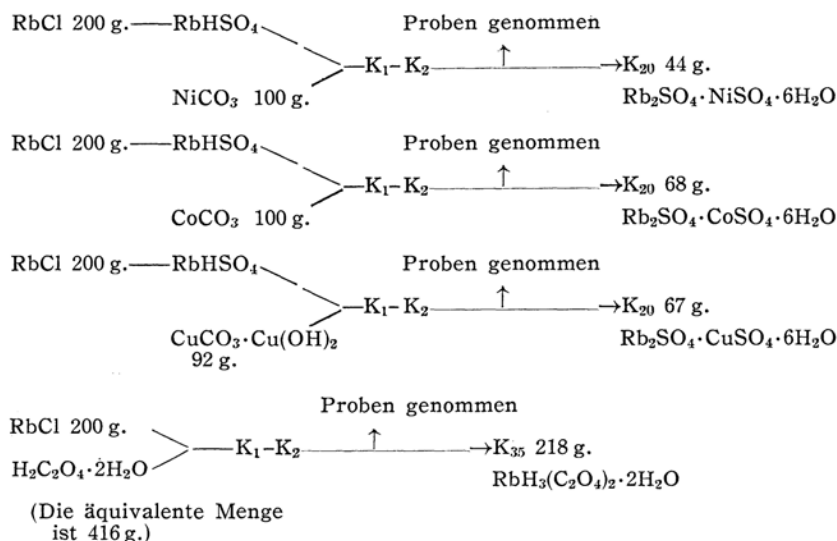 Proben genommen
RbCl 200 g.—RbHSO₄
—K₁–K₂ ↑ →K₂₀ 44 g.
NiCO₃ 100 g.
Rb₂SO₄·NiSO₄·6H₂O
RbCl 200 g.—RbHSO₄
Proben genommen
—K₁–K₂ ↑ →K₂₀ 68 g.
CoCO₃ 100 g.
Rb₂SO₄·CoSO₄·6H₂O
RbCl 200 g.—RbHSO₄
Proben genommen
—K₁–K₂ ↑ →K₂₀ 67 g.
CuCO₃·Cu(OH)₂
Rb₂SO₄·CuSO₄·6H₂O
92 g.
Proben genommen
RbCl 200 g.
—K₁–K₂ ↑ →K₃₅ 218 g.
H₂C₂O₄·2H₂O
RbH₃(C₂O₄)₂·2H₂O
(Die äquivalente Menge
ist 416 g.)